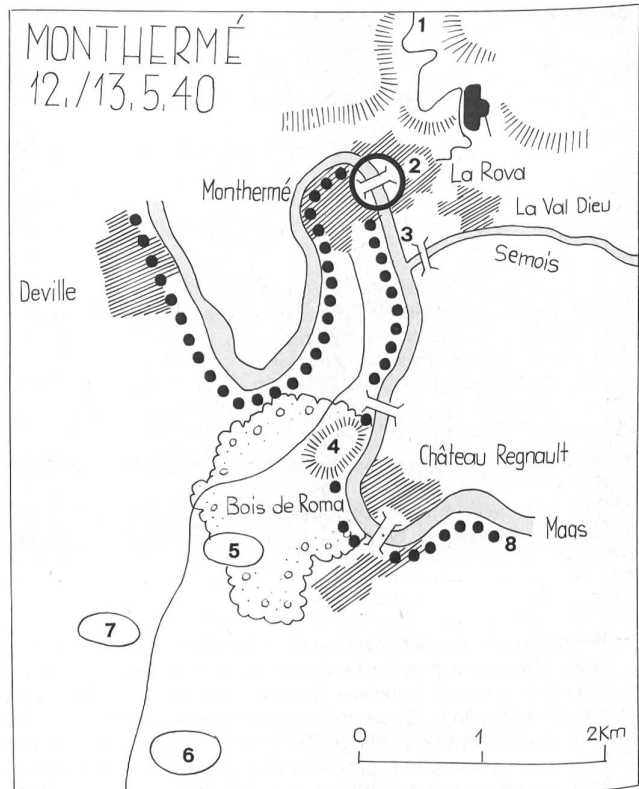 MONTHERMÉ
12./13.5.40
1
2
La Rova
Monthermé
La Val Dieu
3
Semois
Deville
4
Château Regnault
Bois de Roma
Maas
5
8
7
6
0 1 2Km